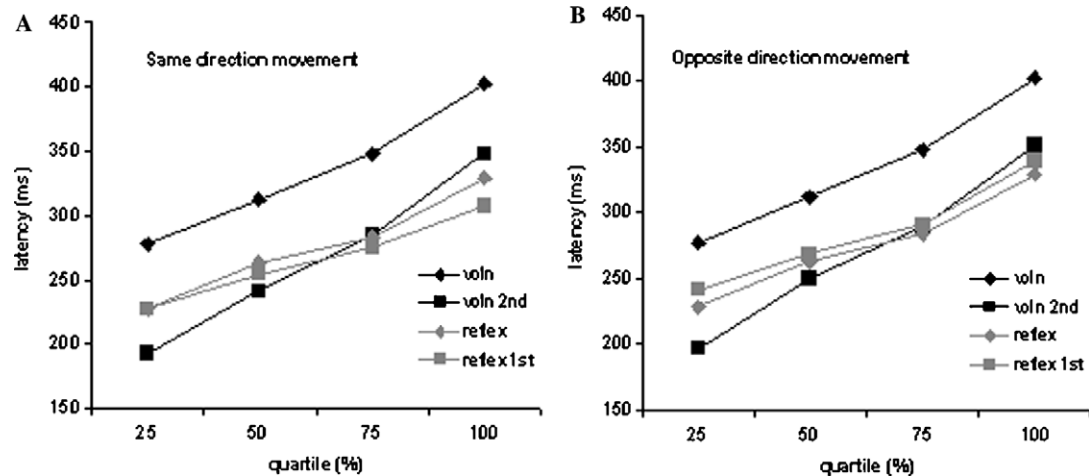 A
Same direction movement
latency (ms)
450
400
350
300
250
200
150
voln
voln 2nd
reflex
reflex 1st
25 50 75 100
quartile (%)
B
Opposite direction movement
latency (ms)
450
400
350
300
250
200
150
voln
voln 2nd
reflex
reflex 1st
25 50 75 100
quartile (%)